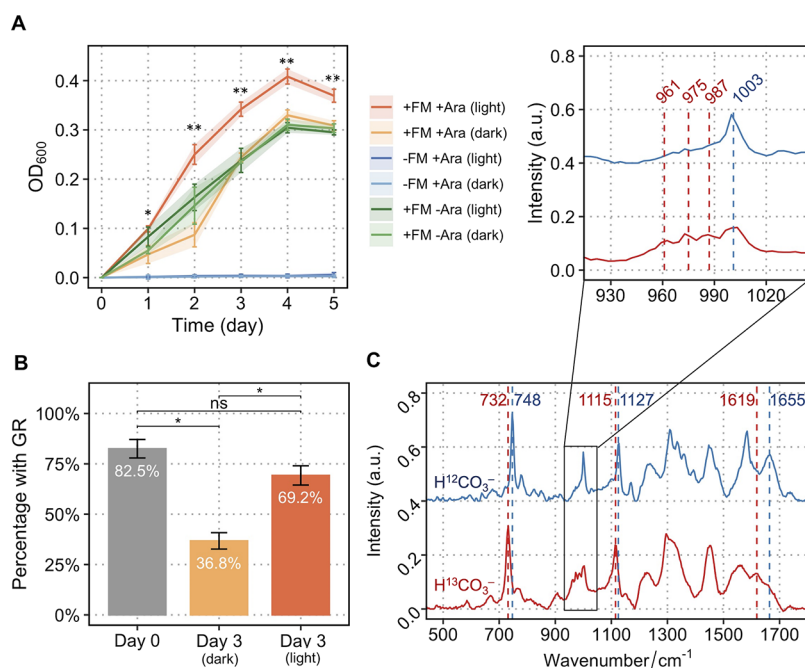 A
0.4
0.3
0.2
0.1
0.0
OD600
0 1 2 3 4 5
Time (day)
* ** ** ** **
+FM +Ara (light)
+FM +Ara (dark)
-FM +Ara (light)
-FM +Ara (dark)
+FM -Ara (light)
+FM -Ara (dark)
961 975 987 1003
0.8
0.6
0.4
0.2
0.0
Intensity (a.u.)
930 960 990 1020
B
100%
75%
50%
25%
0%
Percentage with GR
ns
* *
82.5%
36.8%
69.2%
Day 0 Day 3 Day 3
(dark) (light)
C
0.8
0.6
0.4
0.2
0.0
Intensity (a.u.)
732 748 1115 1127 1619 1655
H¹²CO₃⁻
H¹³CO₃⁻
500 700 900 1100 1300 1500 1700
Wavenumber/cm⁻¹